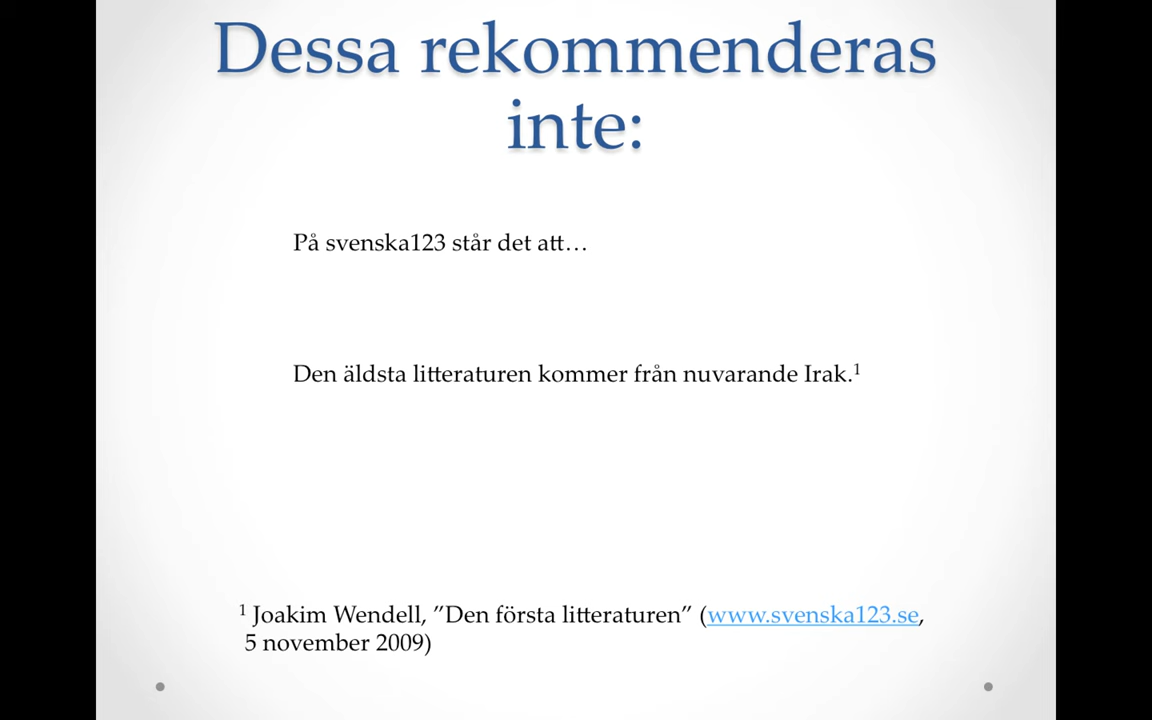 Dessa rekommenderas
inte:
På svenska123 står det att…
Den äldsta litteraturen kommer från nuvarande Irak.¹
¹ Joakim Wendell, ”Den första litteraturen” (www.svenska123.se,
5 november 2009)